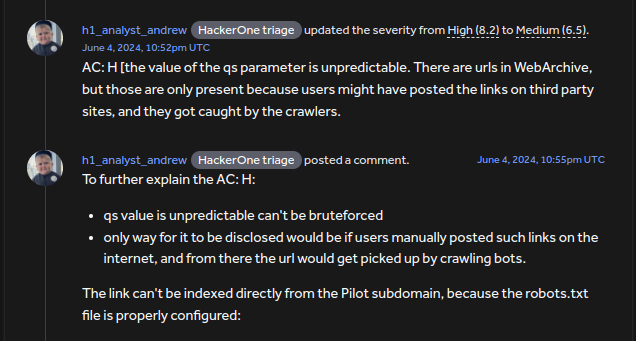 h1_analyst_andrew HackerOne triage updated the severity from High (8.2) to Medium (6.5).
June 4, 2024, 10:52pm UTC
AC: H [the value of the qs parameter is unpredictable. There are urls in WebArchive,
but those are only present because users might have posted the links on third party
sites, and they got caught by the crawlers.
h1_analyst_andrew HackerOne triage posted a comment. June 4, 2024, 10:55pm UTC
To further explain the AC: H:
• qs value is unpredictable can't be bruteforced
• only way for it to be disclosed would be if users manually posted such links on the
internet, and from there the url would get picked up by crawling bots.
The link can't be indexed directly from the Pilot subdomain, because the robots.txt
file is properly configured: